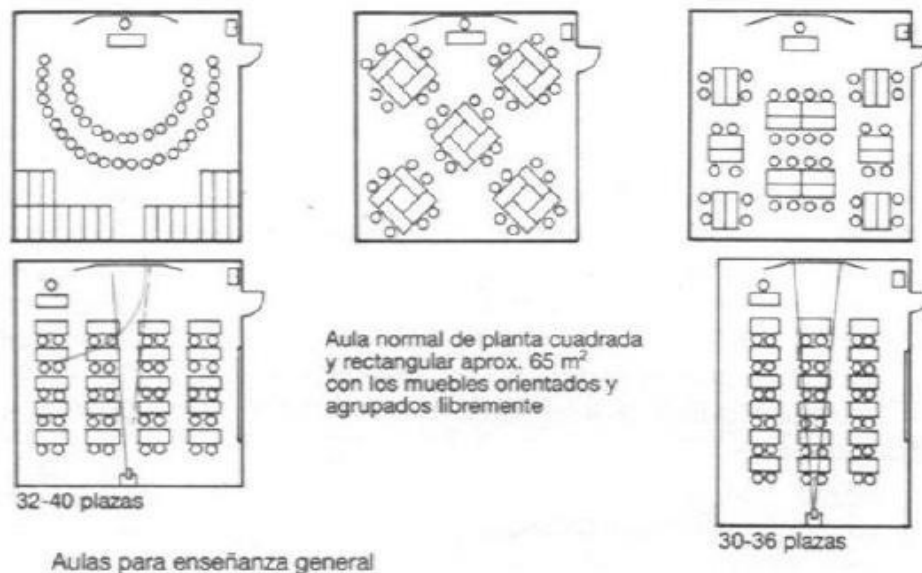 Aula normal de planta cuadrada
y rectangular aprox. 65 m²
con los muebles orientados y
agrupados libremente
32-40 plazas
30-36 plazas
Aulas para enseñanza general